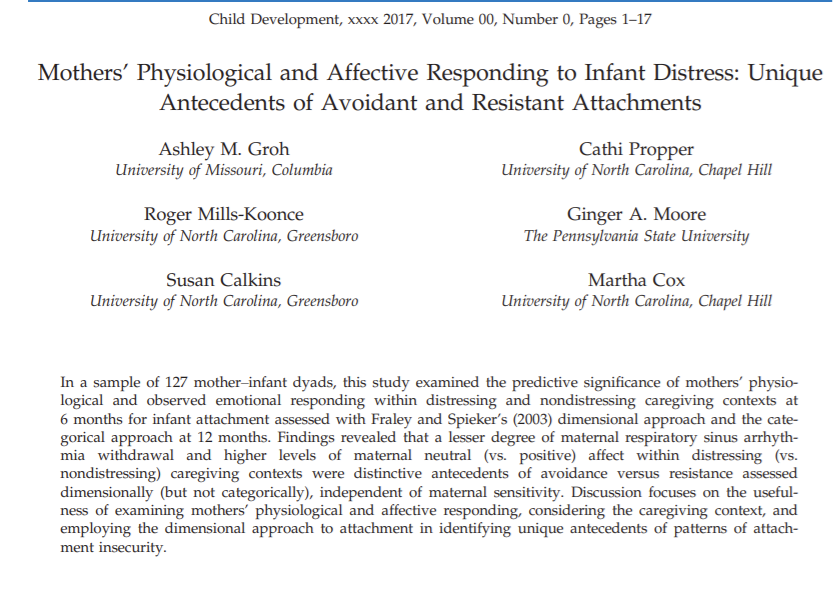 Child Development, xxxx 2017, Volume 00, Number 0, Pages 1–17
Mothers' Physiological and Affective Responding to Infant Distress: Unique
Antecedents of Avoidant and Resistant Attachments
Ashley M. Groh
University of Missouri, Columbia
Cathi Propper
University of North Carolina, Chapel Hill
Roger Mills-Koonce
University of North Carolina, Greensboro
Ginger A. Moore
The Pennsylvania State University
Susan Calkins
University of North Carolina, Greensboro
Martha Cox
University of North Carolina, Chapel Hill
In a sample of 127 mother–infant dyads, this study examined the predictive significance of mothers' physio-
logical and observed emotional responding within distressing and nondistressing caregiving contexts at
6 months for infant attachment assessed with Fraley and Spieker's (2003) dimensional approach and the cate-
gorical approach at 12 months. Findings revealed that a lesser degree of maternal respiratory sinus arrhyth-
mia withdrawal and higher levels of maternal neutral (vs. positive) affect within distressing (vs.
nondistressing) caregiving contexts were distinctive antecedents of avoidance versus resistance assessed
dimensionally (but not categorically), independent of maternal sensitivity. Discussion focuses on the useful-
ness of examining mothers' physiological and affective responding, considering the caregiving context, and
employing the dimensional approach to attachment in identifying unique antecedents of patterns of attach-
ment insecurity.